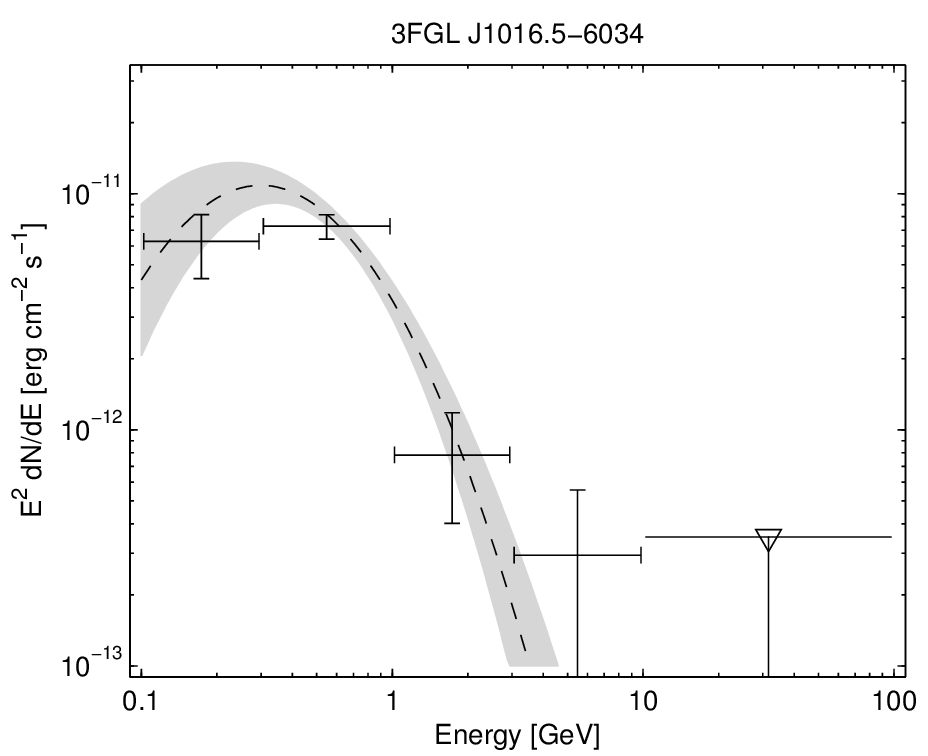 3FGL J1016.5−6034
10⁻¹¹
10⁻¹²
10⁻¹³
E² dN/dE [erg cm⁻² s⁻¹]
0.1 1 10 100
Energy [GeV]